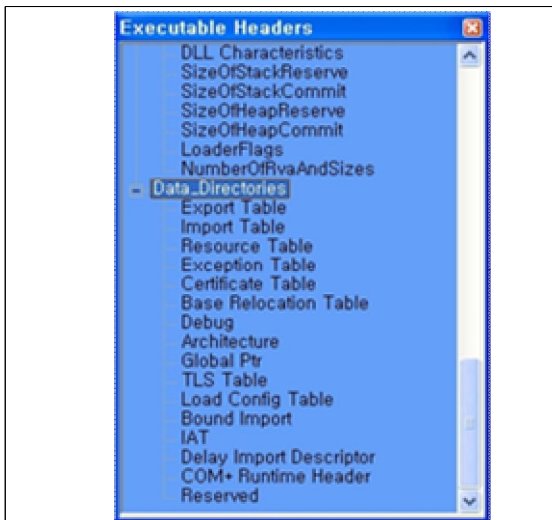 Executable Headers
DLL Characteristics
SizeOfStackReserve
SizeOfStackCommit
SizeOfHeapReserve
SizeOfHeapCommit
LoaderFlags
NumberOfRvaAndSizes
Data_Directories
Export Table
Import Table
Resource Table
Exception Table
Certificate Table
Base Relocation Table
Debug
Architecture
Global Ptr
TLS Table
Load Config Table
Bound Import
IAT
Delay Import Descriptor
COM+ Runtime Header
Reserved